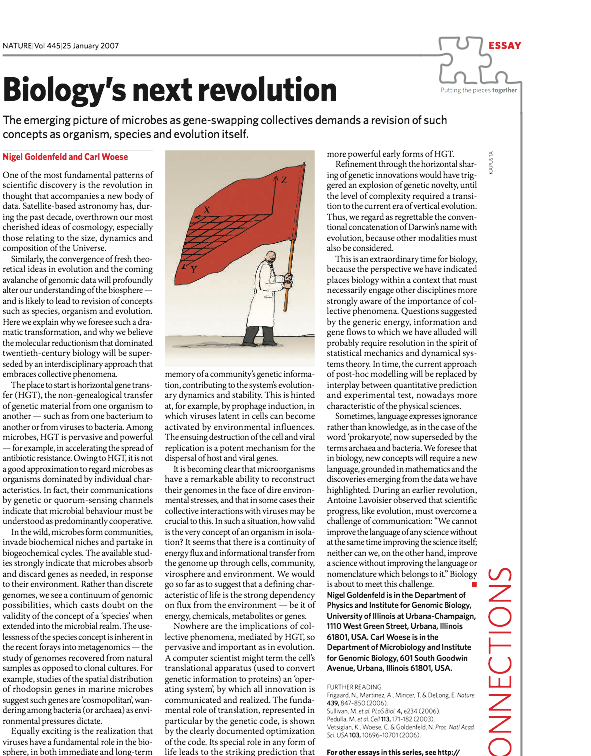 NATURE|Vol 445|25 January 2007
ESSAY
Putting the pieces together
Biology’s next revolution
The emerging picture of microbes as gene-swapping collectives demands a revision of such
concepts as organism, species and evolution itself.
Nigel Goldenfeld and Carl Woese
One of the most fundamental patterns of
scientific discovery is the revolution in
thought that accompanies a new body of
data. Satellite-based astronomy has, dur-
ing the past decade, overthrown our most
cherished ideas of cosmology, especially
those relating to the size, dynamics and
composition of the Universe.
Similarly, the convergence of fresh theo-
retical ideas in evolution and the coming
avalanche of genomic data will profoundly
alter our understanding of the biosphere —
and is likely to lead to revision of concepts
such as species, organism and evolution.
Here we explain why we foresee such a dra-
matic transformation, and why we believe
the molecular reductionism that dominated
twentieth-century biology will be super-
seded by an interdisciplinary approach that
embraces collective phenomena.
The place to start is horizontal gene trans-
fer (HGT), the non-genealogical transfer
of genetic material from one organism to
another — such as from one bacterium to
another or from viruses to bacteria. Among
microbes, HGT is pervasive and powerful
— for example, in accelerating the spread of
antibiotic resistance. Owing to HGT, it is not
a good approximation to regard microbes as
organisms dominated by individual char-
acteristics. In fact, their communications
by genetic or quorum-sensing channels
indicate that microbial behaviour must be
understood as predominantly cooperative.
In the wild, microbes form communities,
invade biochemical niches and partake in
biogeochemical cycles. The available stud-
ies strongly indicate that microbes absorb
and discard genes as needed, in response
to their environment. Rather than discrete
genomes, we see a continuum of genomic
possibilities, which casts doubt on the
validity of the concept of a ‘species’ when
extended into the microbial realm. The use-
lessness of the species concept is inherent in
the recent forays into metagenomics — the
study of genomes recovered from natural
samples as opposed to clonal cultures. For
example, studies of the spatial distribution
of rhodopsin genes in marine microbes
suggest such genes are ‘cosmopolitan’, wan-
dering among bacteria (or archaea) as envi-
ronmental pressures dictate.
Equally exciting is the realization that
viruses have a fundamental role in the bio-
sphere, in both immediate and long-term
X
Y
Z
memory of a community’s genetic informa-
tion, contributing to the system’s evolution-
ary dynamics and stability. This is hinted
at, for example, by prophage induction, in
which viruses latent in cells can become
activated by environmental influences.
The ensuing destruction of the cell and viral
replication is a potent mechanism for the
dispersal of host and viral genes.
It is becoming clear that microorganisms
have a remarkable ability to reconstruct
their genomes in the face of dire environ-
mental stresses, and that in some cases their
collective interactions with viruses may be
crucial to this. In such a situation, how valid
is the very concept of an organism in isola-
tion? It seems that there is a continuity of
energy flux and informational transfer from
the genome up through cells, community,
virosphere and environment. We would
go so far as to suggest that a defining char-
acteristic of life is the strong dependency
on flux from the environment — be it of
energy, chemicals, metabolites or genes.
Nowhere are the implications of col-
lective phenomena, mediated by HGT, so
pervasive and important as in evolution.
A computer scientist might term the cell’s
translational apparatus (used to convert
genetic information to proteins) an ‘oper-
ating system’, by which all innovation is
communicated and realized. The funda-
mental role of translation, represented in
particular by the genetic code, is shown
by the clearly documented optimization
of the code. Its special role in any form of
life leads to the striking prediction that
more powerful early forms of HGT.
Refinement through the horizontal shar-
ing of genetic innovations would have trig-
gered an explosion of genetic novelty, until
the level of complexity required a transi-
tion to the current era of vertical evolution.
Thus, we regard as regrettable the conven-
tional concatenation of Darwin’s name with
evolution, because other modalities must
also be considered.
This is an extraordinary time for biology,
because the perspective we have indicated
places biology within a context that must
necessarily engage other disciplines more
strongly aware of the importance of col-
lective phenomena. Questions suggested
by the generic energy, information and
gene flows to which we have alluded will
probably require resolution in the spirit of
statistical mechanics and dynamical sys-
tems theory. In time, the current approach
of post-hoc modelling will be replaced by
interplay between quantitative prediction
and experimental test, nowadays more
characteristic of the physical sciences.
Sometimes, language expresses ignorance
rather than knowledge, as in the case of the
word ‘prokaryote’, now superseded by the
terms archaea and bacteria. We foresee that
in biology, new concepts will require a new
language, grounded in mathematics and the
discoveries emerging from the data we have
highlighted. During an earlier revolution,
Antoine Lavoisier observed that scientific
progress, like evolution, must overcome a
challenge of communication: “We cannot
improve the language of any science without
at the same time improving the science itself;
neither can we, on the other hand, improve
a science without improving the language or
nomenclature which belongs to it.” Biology
is about to meet this challenge.
Nigel Goldenfeld is in the Department of
Physics and Institute for Genomic Biology,
University of Illinois at Urbana-Champaign,
1110 West Green Street, Urbana, Illinois
61801, USA. Carl Woese is in the
Department of Microbiology and Institute
for Genomic Biology, 601 South Goodwin
Avenue, Urbana, Illinois 61801, USA.
FURTHER READING
Frigaard, N., Martinez, A., Mincer, T. & DeLong, E. Nature
439, 847-850 (2006).
Sullivan, M. et al. PLoS Biol. 4, e234 (2006).
Pedulla, M. et al. Cell 113, 171-182 (2003).
Vetsigian, K., Woese, C. & Goldenfeld, N. Proc. Natl Acad.
Sci. USA 103, 10696-10701 (2006).
For other essays in this series, see http://
KAPUSTA
ONNECTIONS